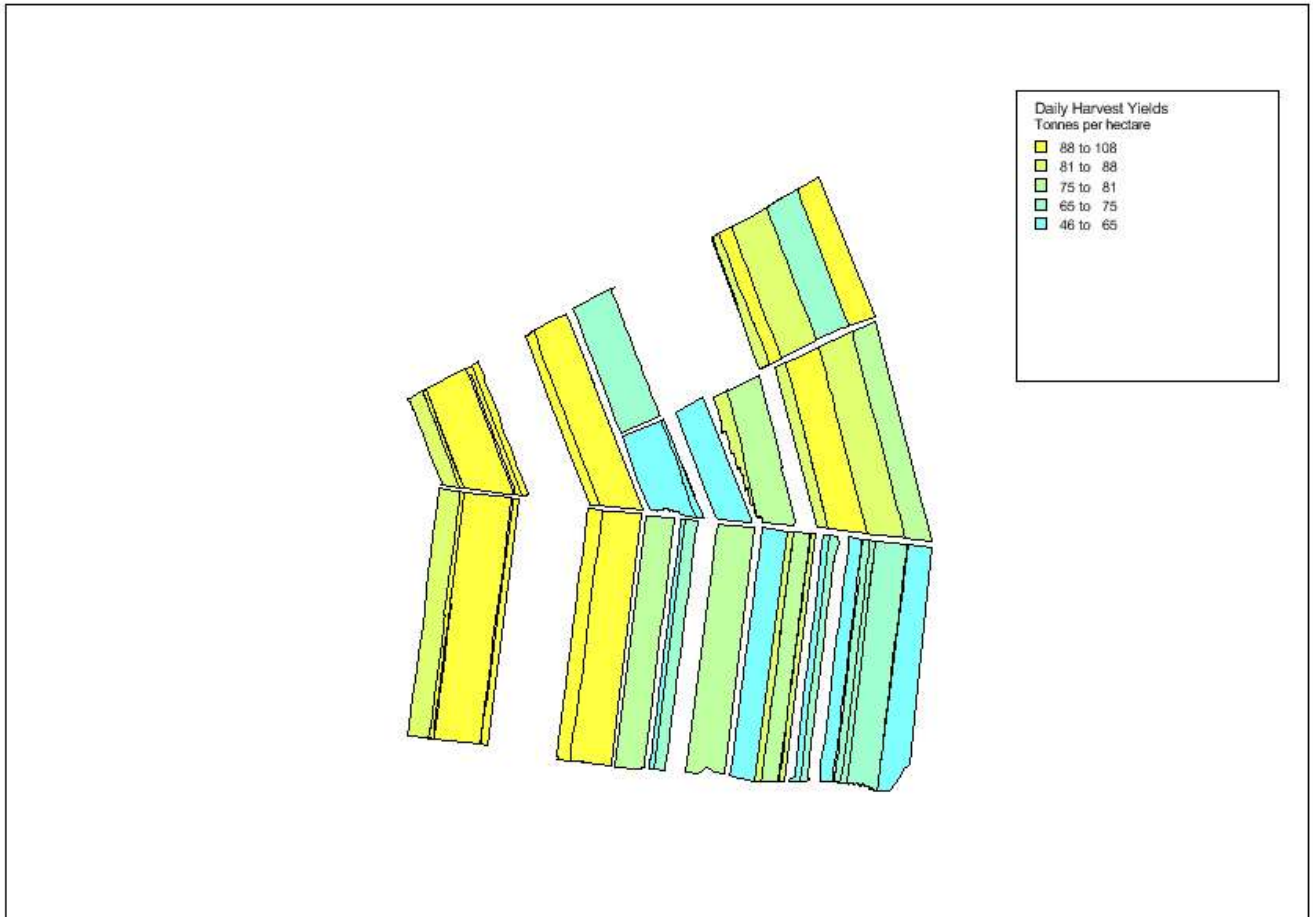 Daily Harvest Yields
Tonnes per hectare
88 to 108
81 to 88
75 to 81
65 to 75
46 to 65